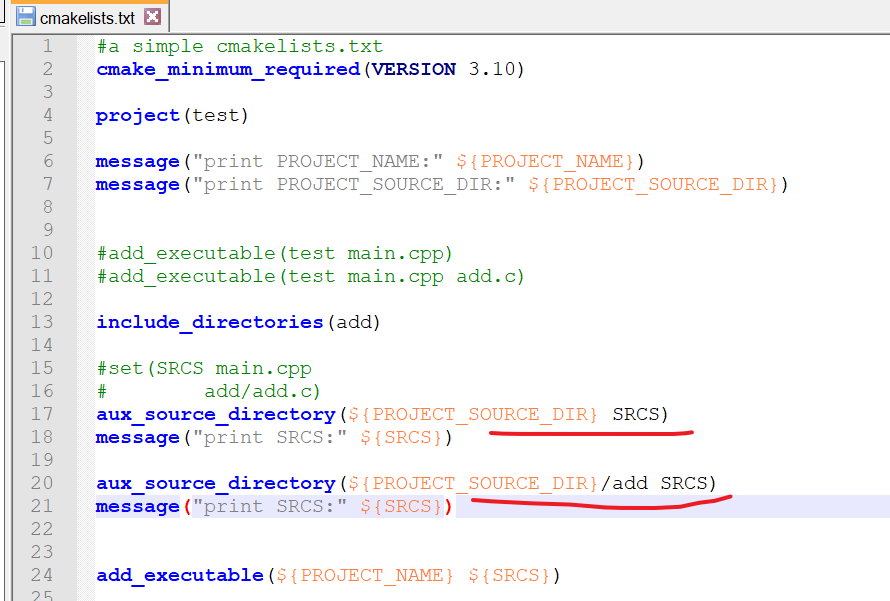 cmakelists.txt
1 #a simple cmakelists.txt
2 cmake_minimum_required(VERSION 3.10)
3
4 project(test)
5
6 message("print PROJECT_NAME:" ${PROJECT_NAME})
7 message("print PROJECT_SOURCE_DIR:" ${PROJECT_SOURCE_DIR})
8
9
10 #add_executable(test main.cpp)
11 #add_executable(test main.cpp add.c)
12
13 include_directories(add)
14
15 #set(SRCS main.cpp
16 #        add/add.c)
17 aux_source_directory(${PROJECT_SOURCE_DIR} SRCS)
18 message("print SRCS:" ${SRCS})
19
20 aux_source_directory(${PROJECT_SOURCE_DIR}/add SRCS)
21 message("print SRCS:" ${SRCS})
22
23
24 add_executable(${PROJECT_NAME} ${SRCS})
25